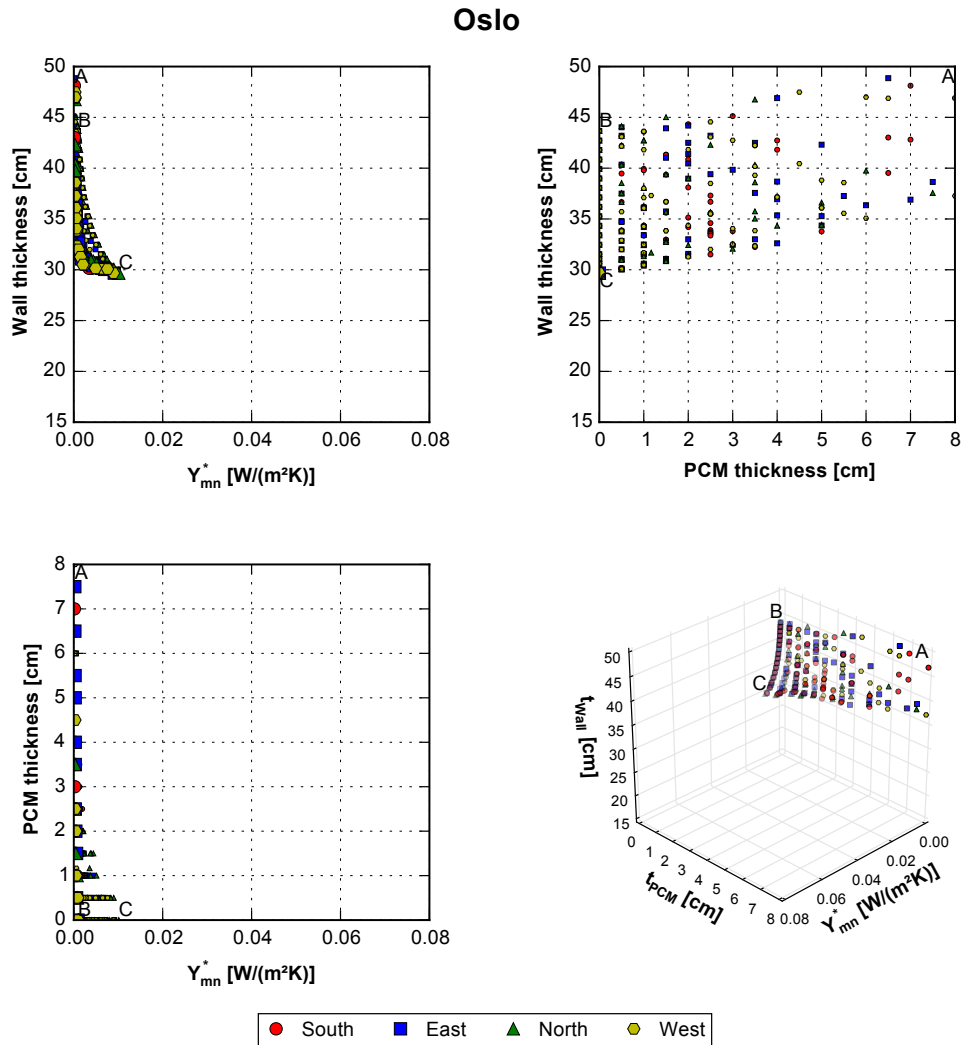 Oslo
50
45
40
35
30
25
20
15
Wall thickness [cm]
A
B
C
0.00 0.02 0.04 0.06 0.08
Y*mn [W/(m²K)]
50
45
40
35
30
25
20
15
Wall thickness [cm]
A
B
C
0 1 2 3 4 5 6 7 8
PCM thickness [cm]
8
7
6
5
4
3
2
1
0
PCM thickness [cm]
A
B C
0.00 0.02 0.04 0.06 0.08
Y*mn [W/(m²K)]
B
A
C
50
45
40
35
30
25
20
15
tWall [cm]
0 1 2 3 4 5 6 7 8
tPCM [cm]
0.00
0.02
0.04
0.06
0.08
Y*mn [W/(m²K)]
South East North West